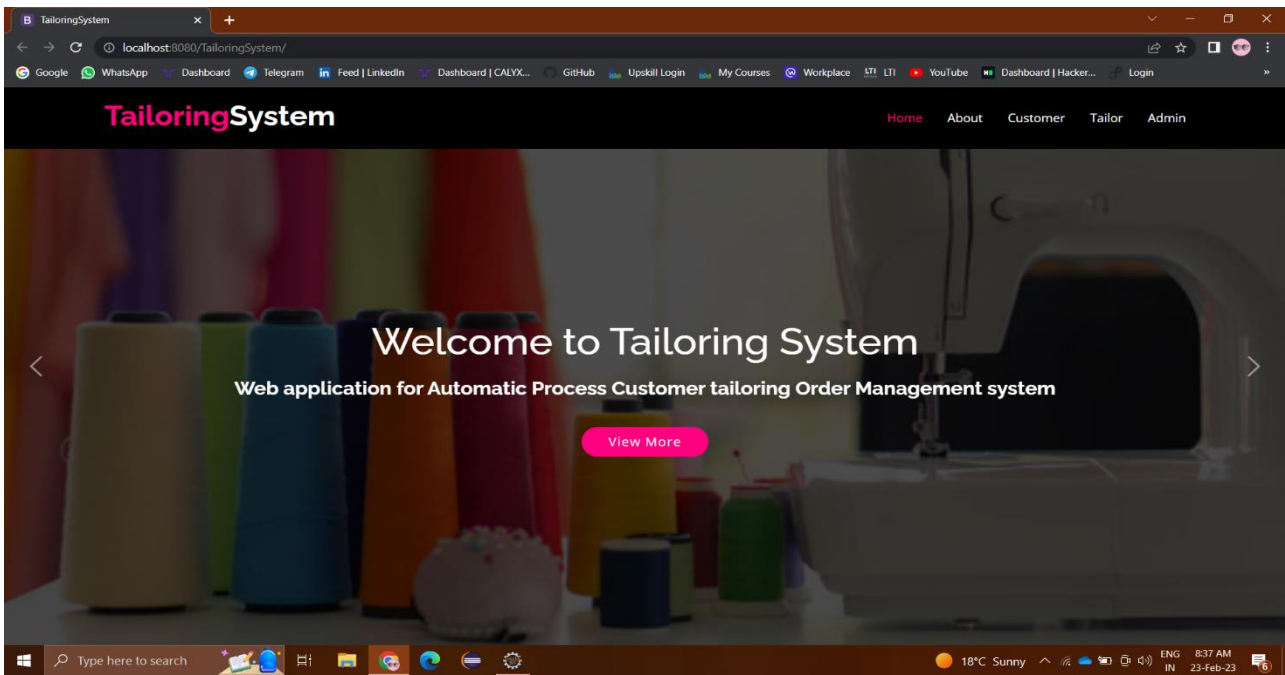 TailoringSystem
localhost:8080/TailoringSystem/
Google WhatsApp Dashboard Telegram Feed | LinkedIn Dashboard | CALYX... GitHub Upskill Login My Courses Workplace LTI LTI YouTube Dashboard | Hacker... Login »
TailoringSystem Home About Customer Tailor Admin
Welcome to Tailoring System
Web application for Automatic Process Customer tailoring Order Management system
View More
Type here to search 18°C Sunny ENG 8:37 AM
IN 23-Feb-23 6